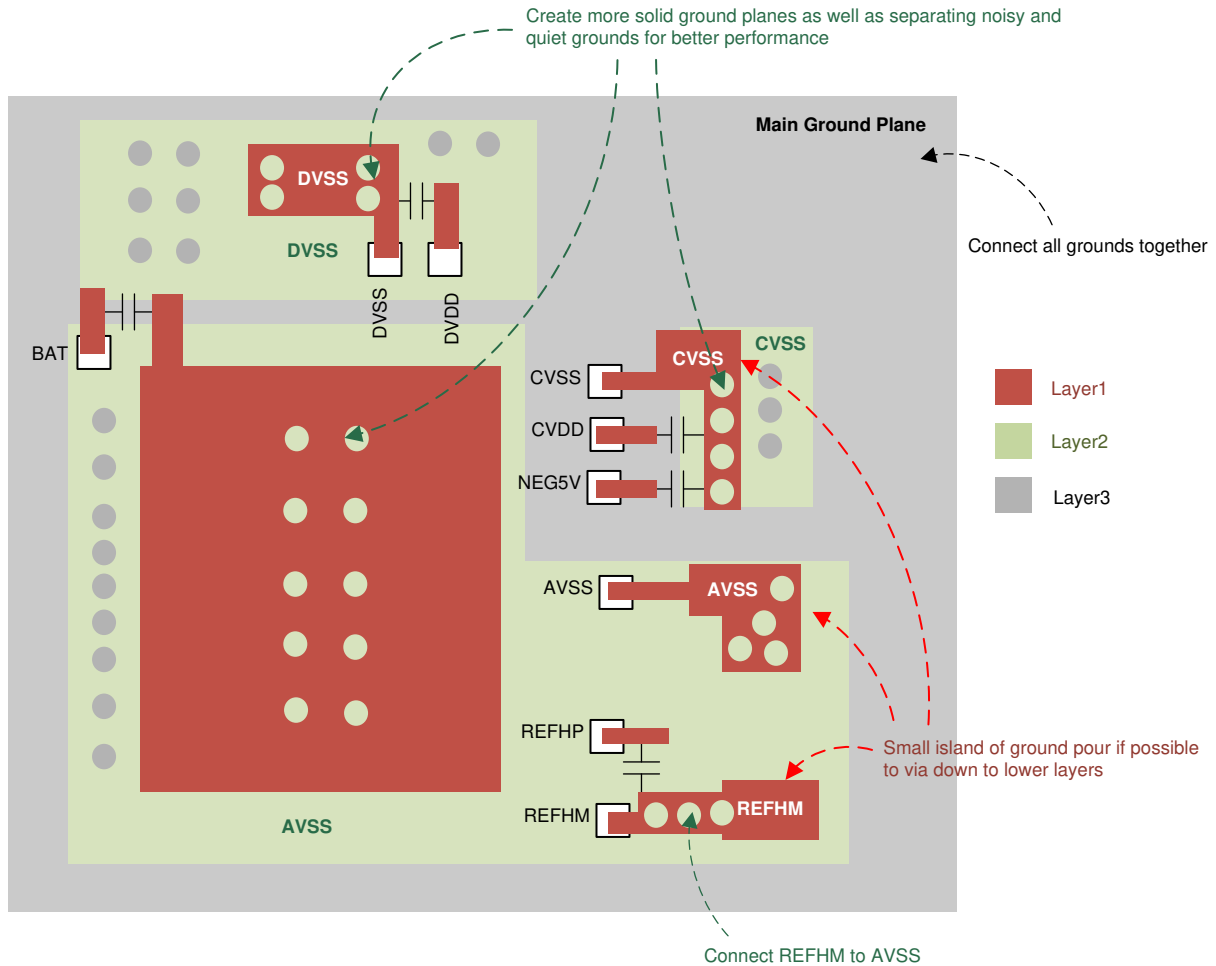 Create more solid ground planes as well as separating noisy and
quiet grounds for better performance
Main Ground Plane
DVSS
DVSS
Connect all grounds together
DVSS
DVDD
BAT
CVSS
CVSS
CVSS
CVDD
NEG5V
Layer1
Layer2
Layer3
AVSS
AVSS
REFHP
Small island of ground pour if possible
to via down to lower layers
REFHM
REFHM
AVSS
Connect REFHM to AVSS